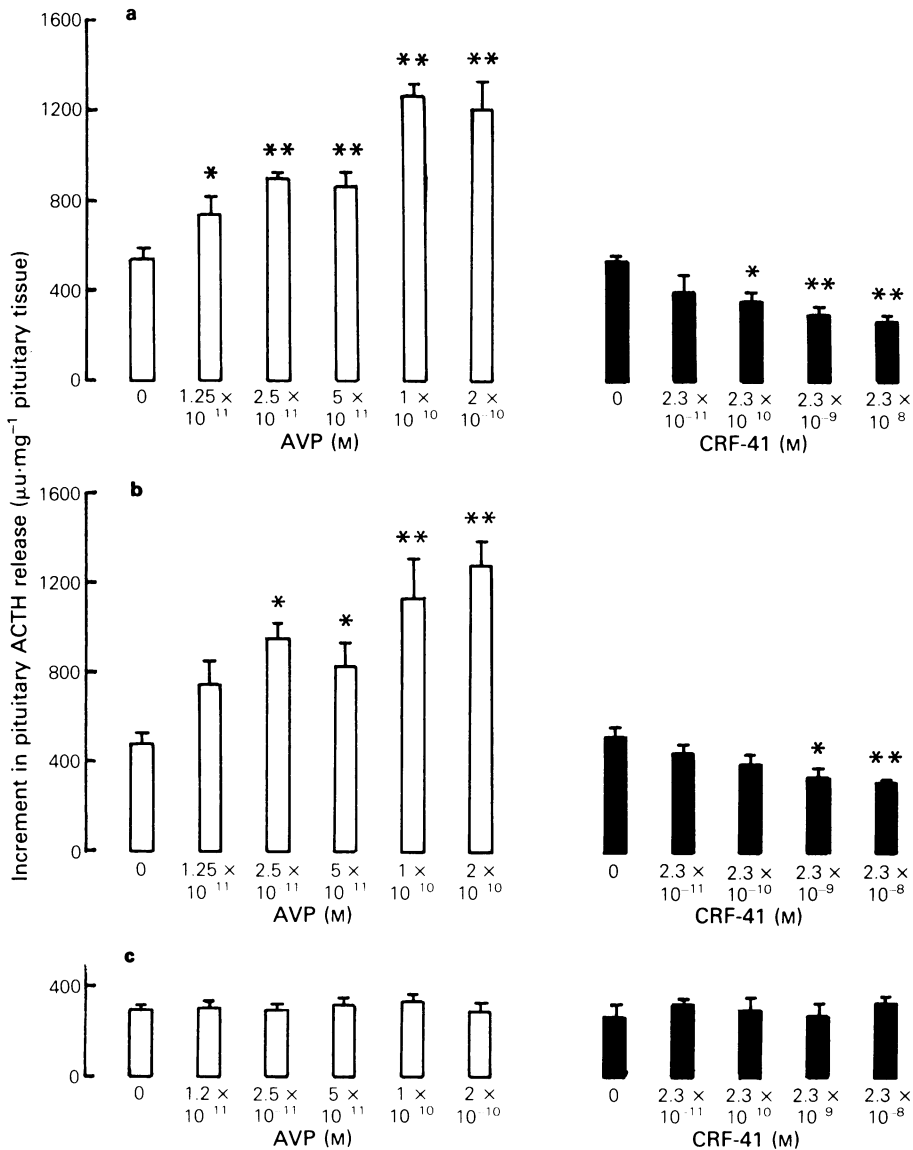 Increment in pituitary ACTH release (μu·mg⁻¹ pituitary tissue)
a
1600
1200
800
400
0
* ** ** ** **
* ** **
0 1.25 × 10 11 2.5 × 10 11 5 × 10 11 1 × 10 10 2 × 10-10
AVP (M)
0 2.3 × 10-11 2.3 × 10 10 2.3 × 10-9 2.3 × 10 8
CRF-41 (M)
b
1600
1200
800
400
0
* * ** **
* **
0 1.25 × 10 11 2.5 × 10 11 5 × 10 11 1 × 10 10 2 × 10 10
AVP (M)
0 2.3 × 10-11 2.3 × 10-10 2.3 × 10-9 2.3 × 10-8
CRF-41 (M)
c
400
0
0 1.2 × 10 11 2.5 × 10-11 5 × 10 11 1 × 10 10 2 × 10-10
AVP (M)
0 2.3 × 10-11 2.3 × 10 10 2.3 × 10 9 2.3 × 10-8
CRF-41 (M)